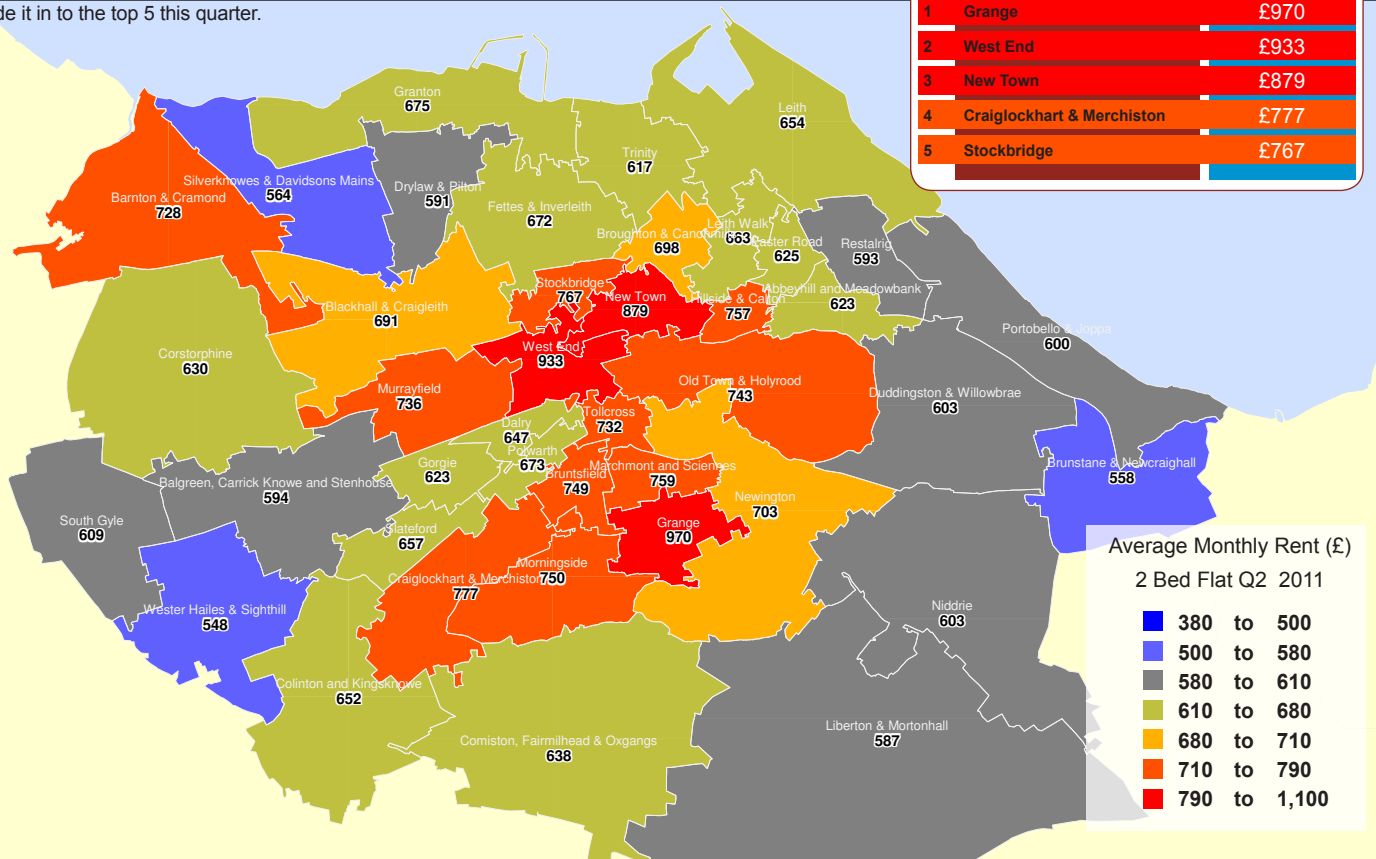 de it in to the top 5 this quarter.
1 Grange £970
2 West End £933
3 New Town £879
4 Craiglockhart & Merchiston £777
5 Stockbridge £767
Granton
675
Leith
654
Trinity
617
Silverknowes & Davidsons Mains
564
Drylaw & Pilton
591
Barnton & Cramond
728
Fettes & Inverleith
672
Broughton & Canonmi
698
Leith Walk
663
Easter Road
625
Restalrig
593
Stockbridge
767
New Town
879
Hillside & Calton
757
Abbeyhill and Meadowbank
623
Blackhall & Craigleith
691
Portobello & Joppa
600
Corstorphine
630
West End
933
Murrayfield
736
Old Town & Holyrood
743
Duddingston & Willowbrae
603
Tollcross
732
Dalry
647
Polwarth
673
Gorgie
623
Bruntsfield
749
Marchmont and Sciennes
759
Brunstane & Newcraighall
558
Balgreen, Carrick Knowe and Stenhouse
594
Newington
703
South Gyle
609
Grange
970
Slateford
657
Morningside
750
Craiglockhart & Merchiston
777
Wester Hailes & Sighthill
548
Niddrie
603
Colinton and Kingsknowe
652
Liberton & Mortonhall
587
Comiston, Fairmilhead & Oxgangs
638
Average Monthly Rent (£)
2 Bed Flat Q2 2011
380 to 500
500 to 580
580 to 610
610 to 680
680 to 710
710 to 790
790 to 1,100